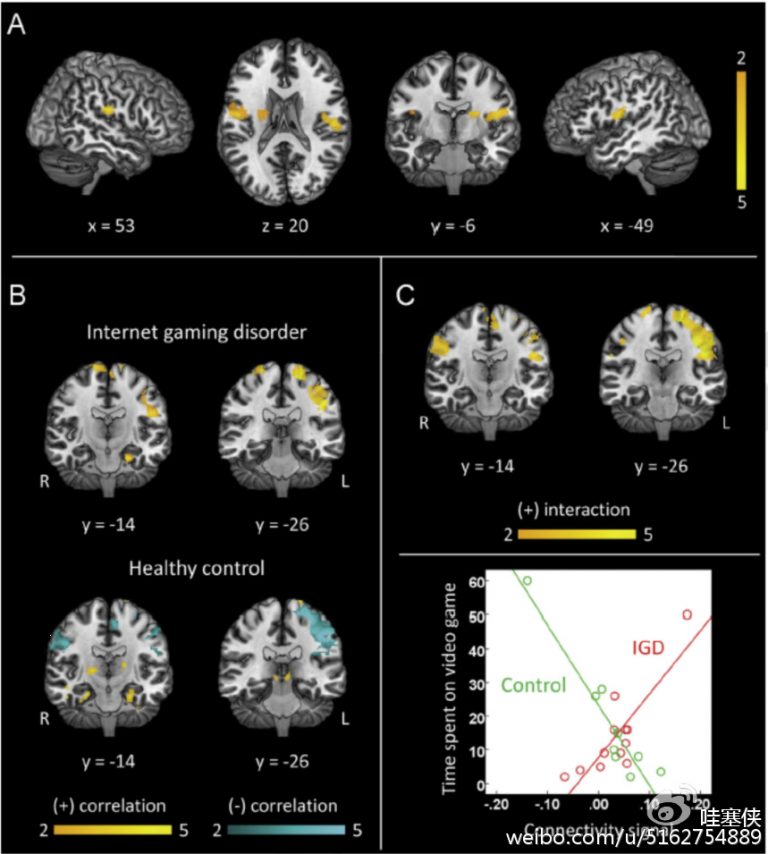 A
2
5
x = 53
z = 20
y = -6
x = -49
B
Internet gaming disorder
R
L
y = -14
y = -26
Healthy control
R
L
y = -14
y = -26
(+) correlation
(-) correlation
2
5
2
5
C
R
L
y = -14
y = -26
(+) interaction
2
5
Time spent on video game
60
50
40
30
20
10
0
IGD
Control
-.20
-.10
.00
.10
.20
Connectivity signal
哇塞侠
weibo.com/u/5162754889